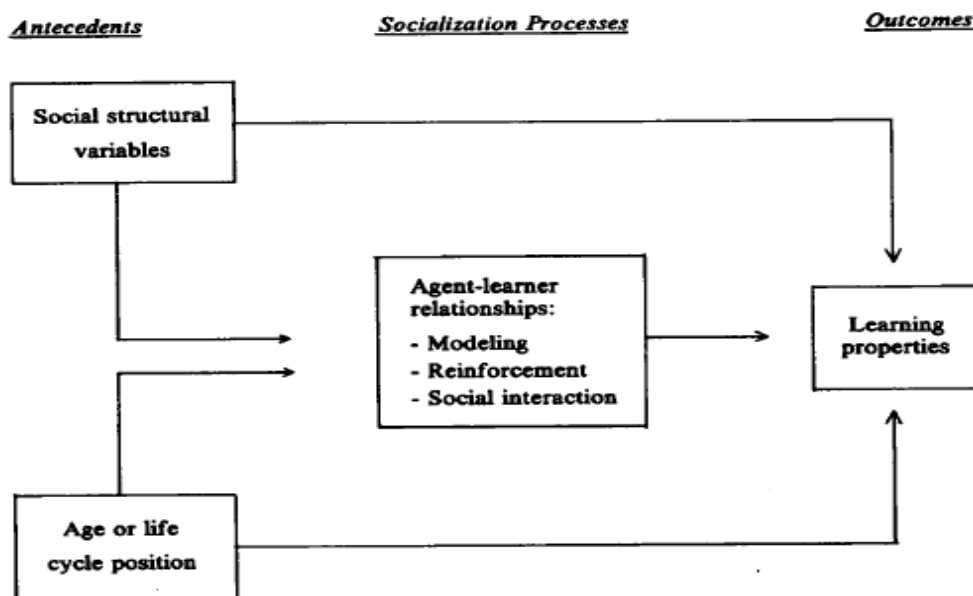 Antecedents
Socialization Processes
Outcomes
Social structural
variables
Agent-learner
relationships:
- Modeling
- Reinforcement
- Social interaction
Learning
properties
Age or life
cycle position